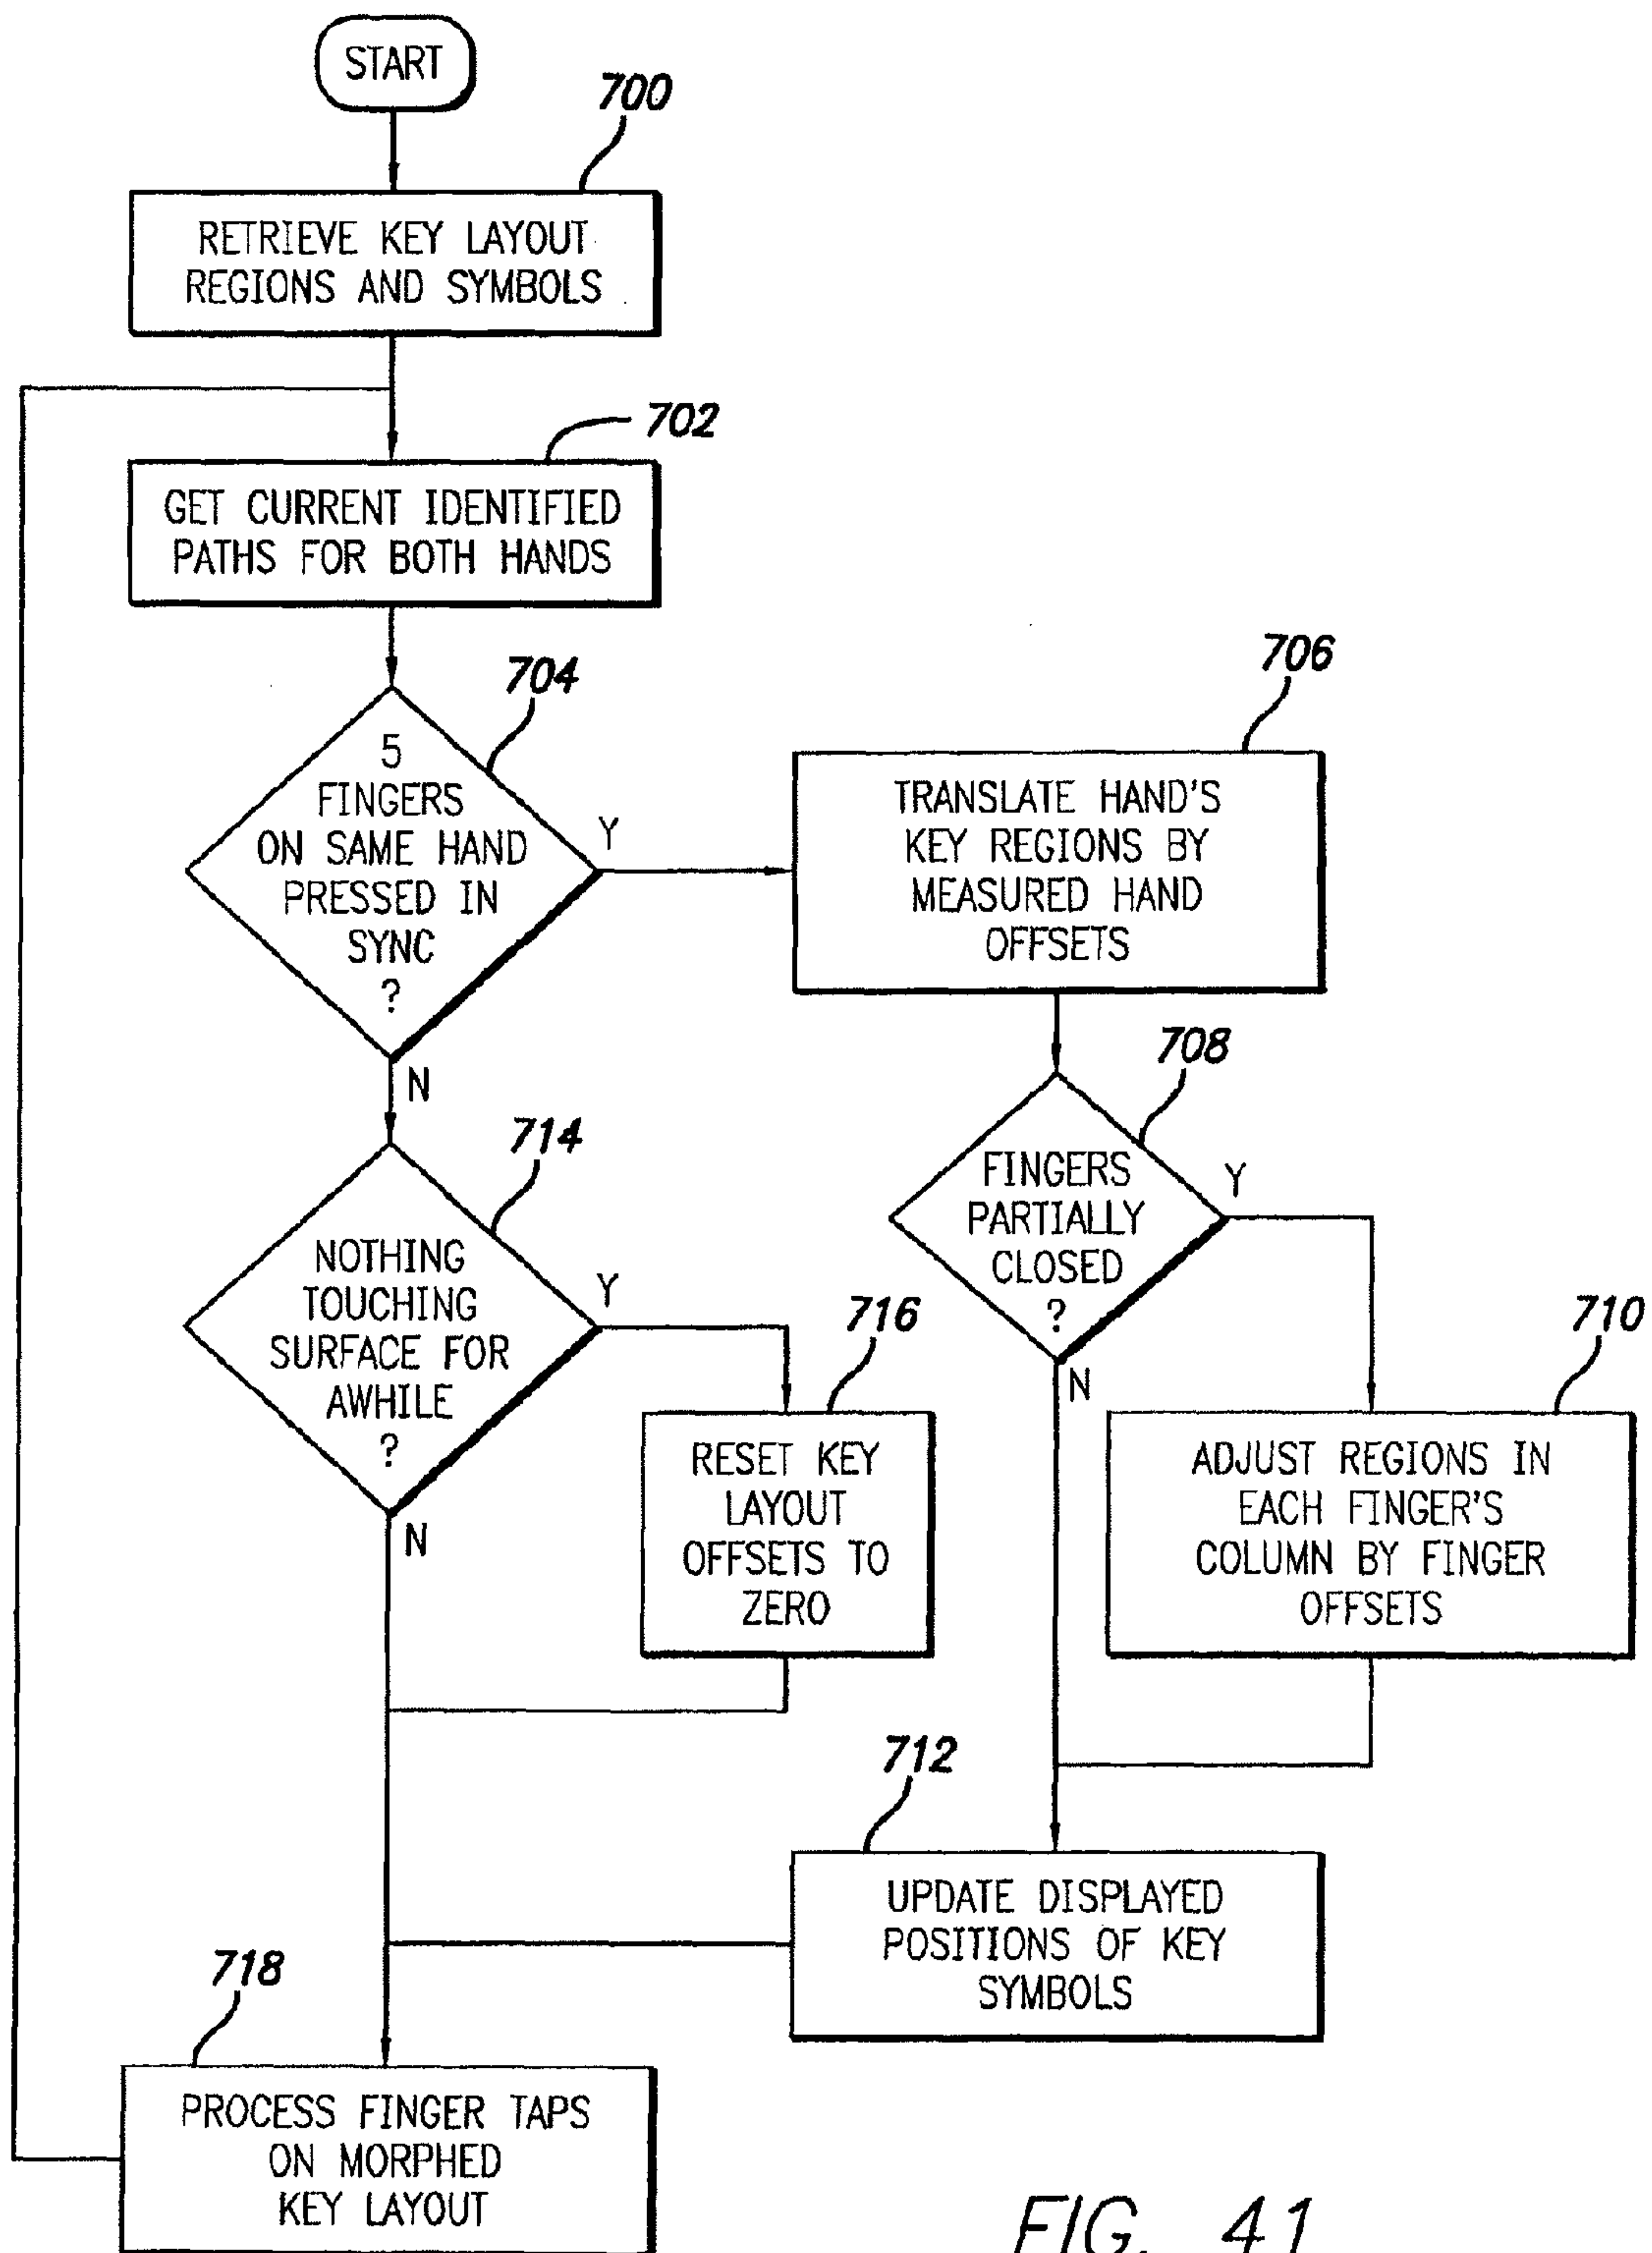 START
700
RETRIEVE KEY LAYOUT
REGIONS AND SYMBOLS
702
GET CURRENT IDENTIFIED
PATHS FOR BOTH HANDS
704
5
FINGERS
ON SAME HAND
PRESSED IN
SYNC
?
Y
N
706
TRANSLATE HAND'S
KEY REGIONS BY
MEASURED HAND
OFFSETS
708
FINGERS
PARTIALLY
CLOSED
?
Y
N
710
ADJUST REGIONS IN
EACH FINGER'S
COLUMN BY FINGER
OFFSETS
714
NOTHING
TOUCHING
SURFACE FOR
AWHILE
?
Y
N
716
RESET KEY
LAYOUT
OFFSETS TO
ZERO
712
UPDATE DISPLAYED
POSITIONS OF KEY
SYMBOLS
718
PROCESS FINGER TAPS
ON MORPHED
KEY LAYOUT
FIG. 41